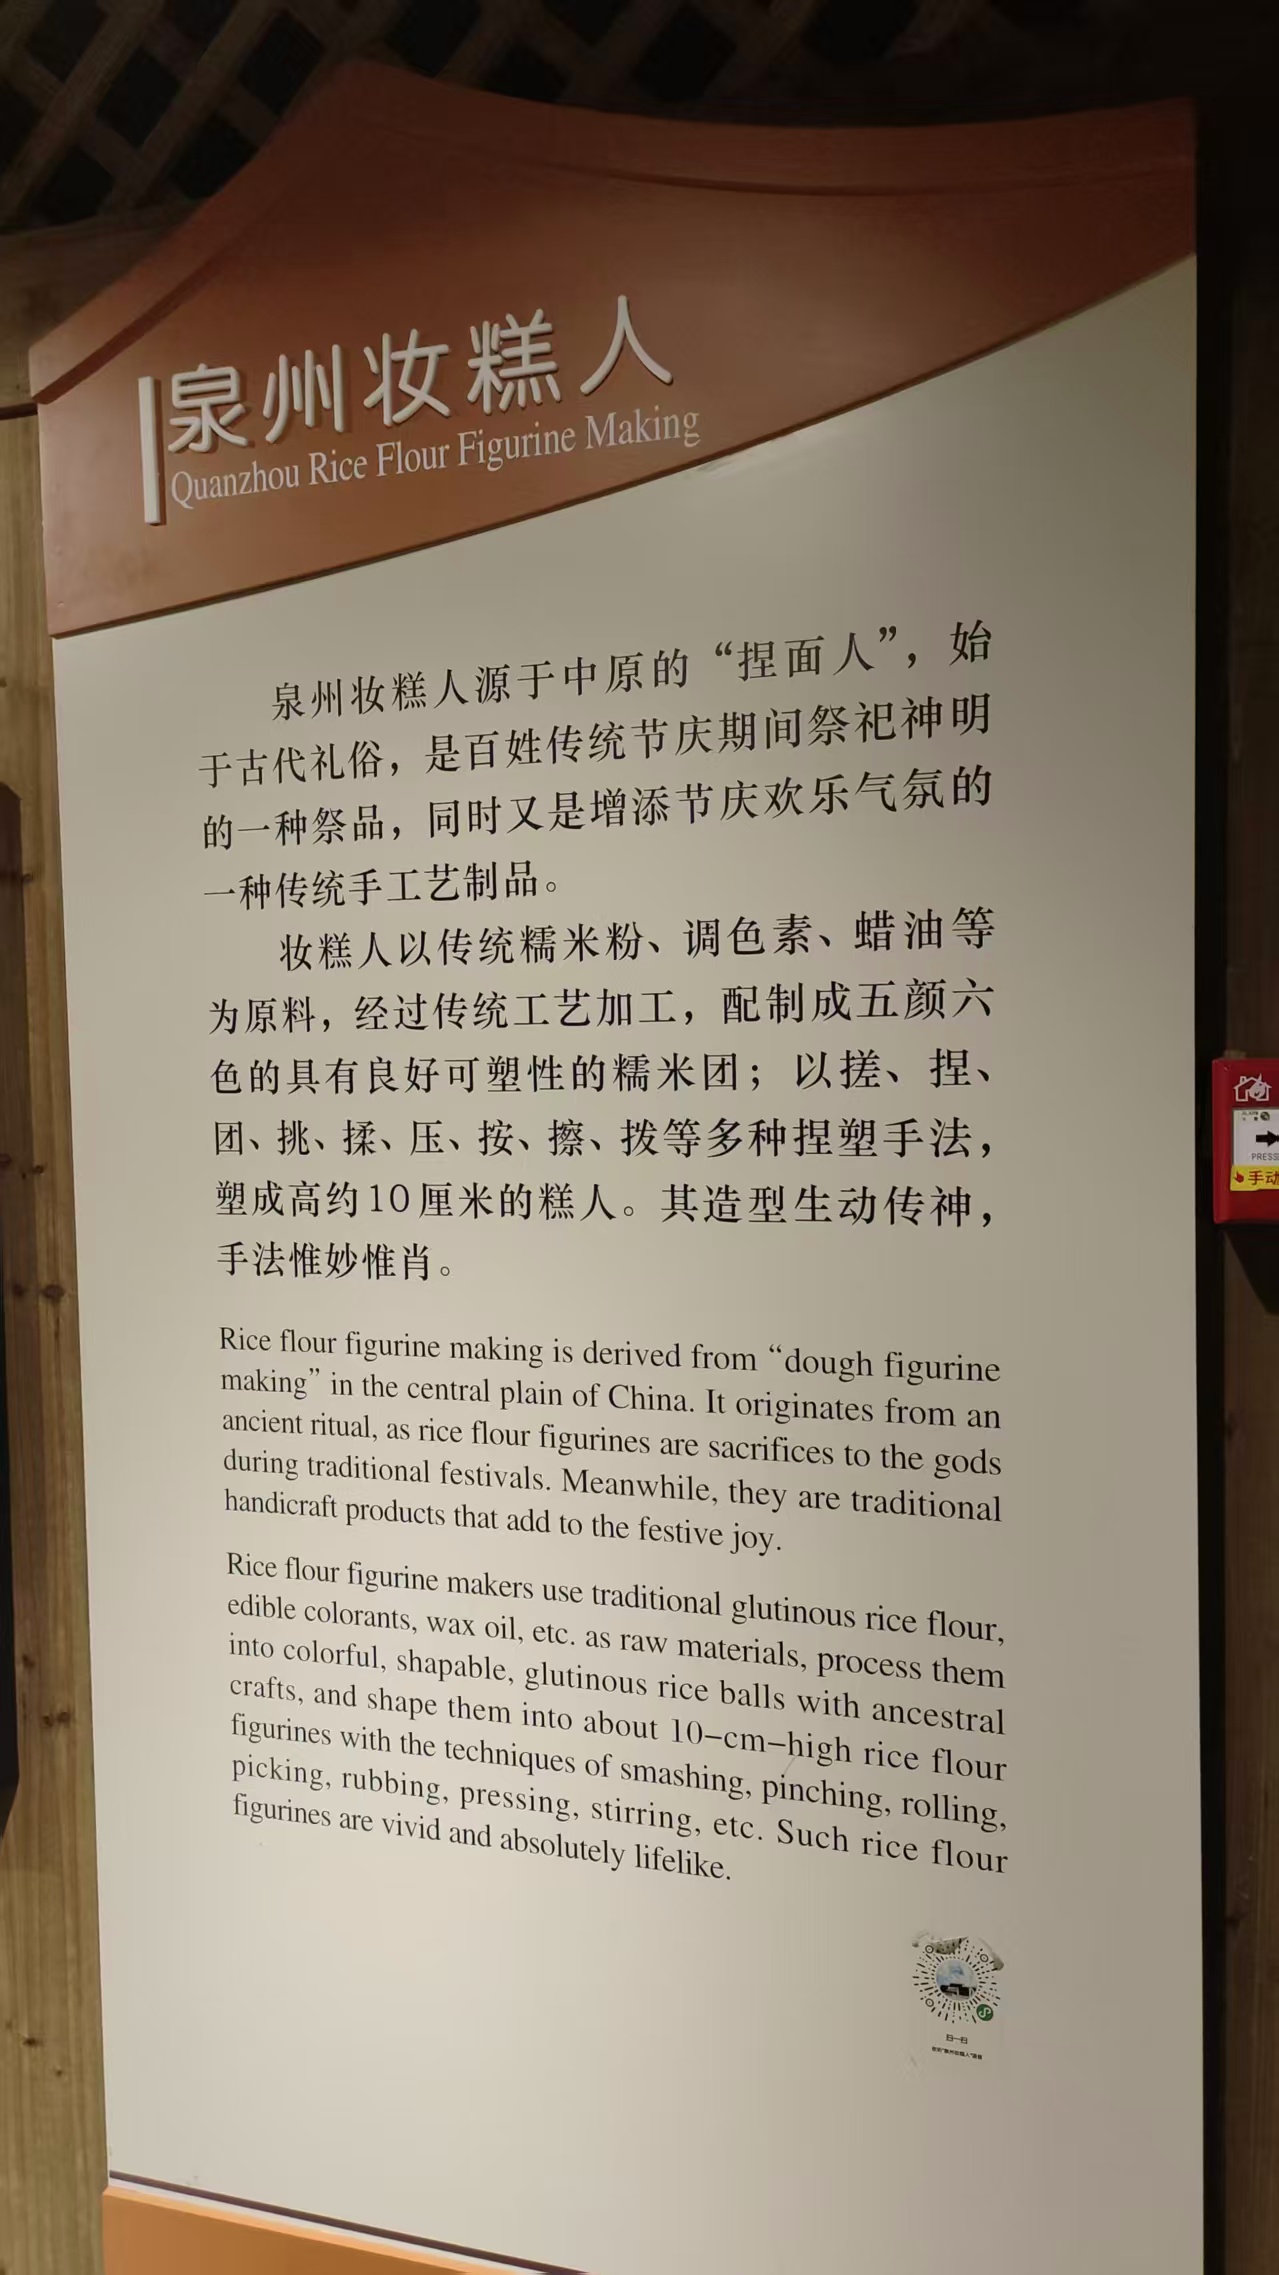 泉州妆糕人
Quanzhou Rice Flour Figurine Making
泉州妆糕人源于中原的“捏面人”，始
于古代礼俗，是百姓传统节庆期间祭祀神明
的一种祭品，同时又是增添节庆欢乐气氛的
一种传统手工艺制品。
妆糕人以传统糯米粉、调色素、蜡油等
为原料，经过传统工艺加工，配制成五颜六
色的具有良好可塑性的糯米团；以搓、捏、
团、挑、揉、压、按、擦、拨等多种捏塑手法，
塑成高约10厘米的糕人。其造型生动传神，
手法惟妙惟肖。
Rice flour figurine making is derived from “dough figurine
making” in the central plain of China. It originates from an
ancient ritual, as rice flour figurines are sacrifices to the gods
during traditional festivals. Meanwhile, they are traditional
handicraft products that add to the festive joy.
Rice flour figurine makers use traditional glutinous rice flour,
edible colorants, wax oil, etc. as raw materials, process them
into colorful, shapable, glutinous rice balls with ancestral
crafts, and shape them into about 10-cm-high rice flour
figurines with the techniques of smashing, pinching, rolling,
picking, rubbing, pressing, stirring, etc. Such rice flour
figurines are vivid and absolutely lifelike.
扫一扫
PRESS
手动